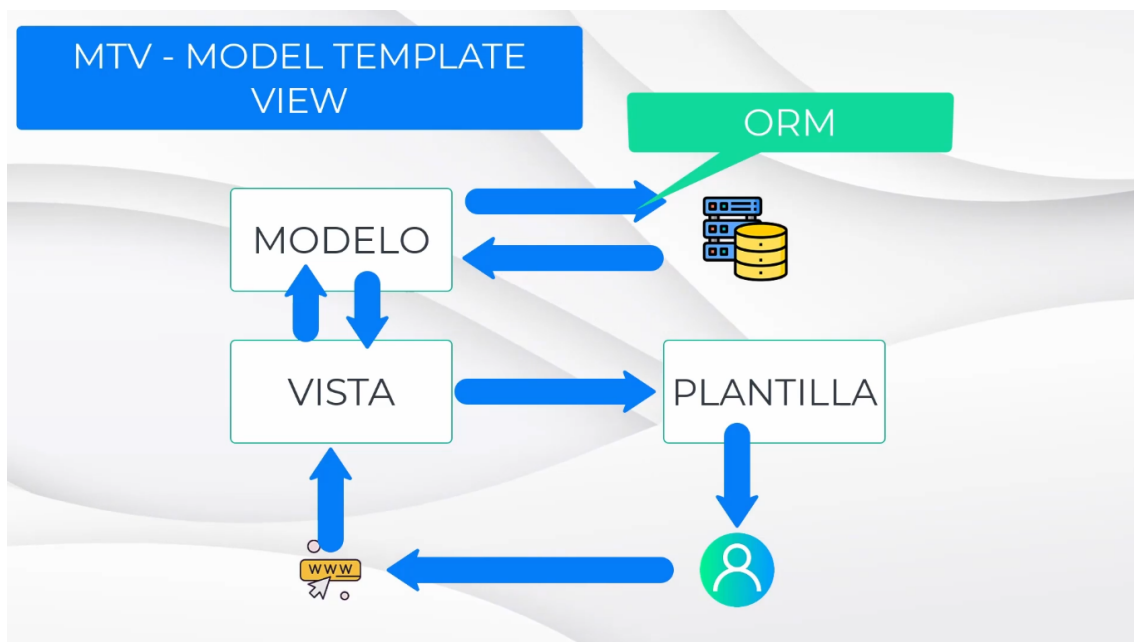 MTV - MODEL TEMPLATE
VIEW
ORM
MODELO
VISTA
PLANTILLA
WWW